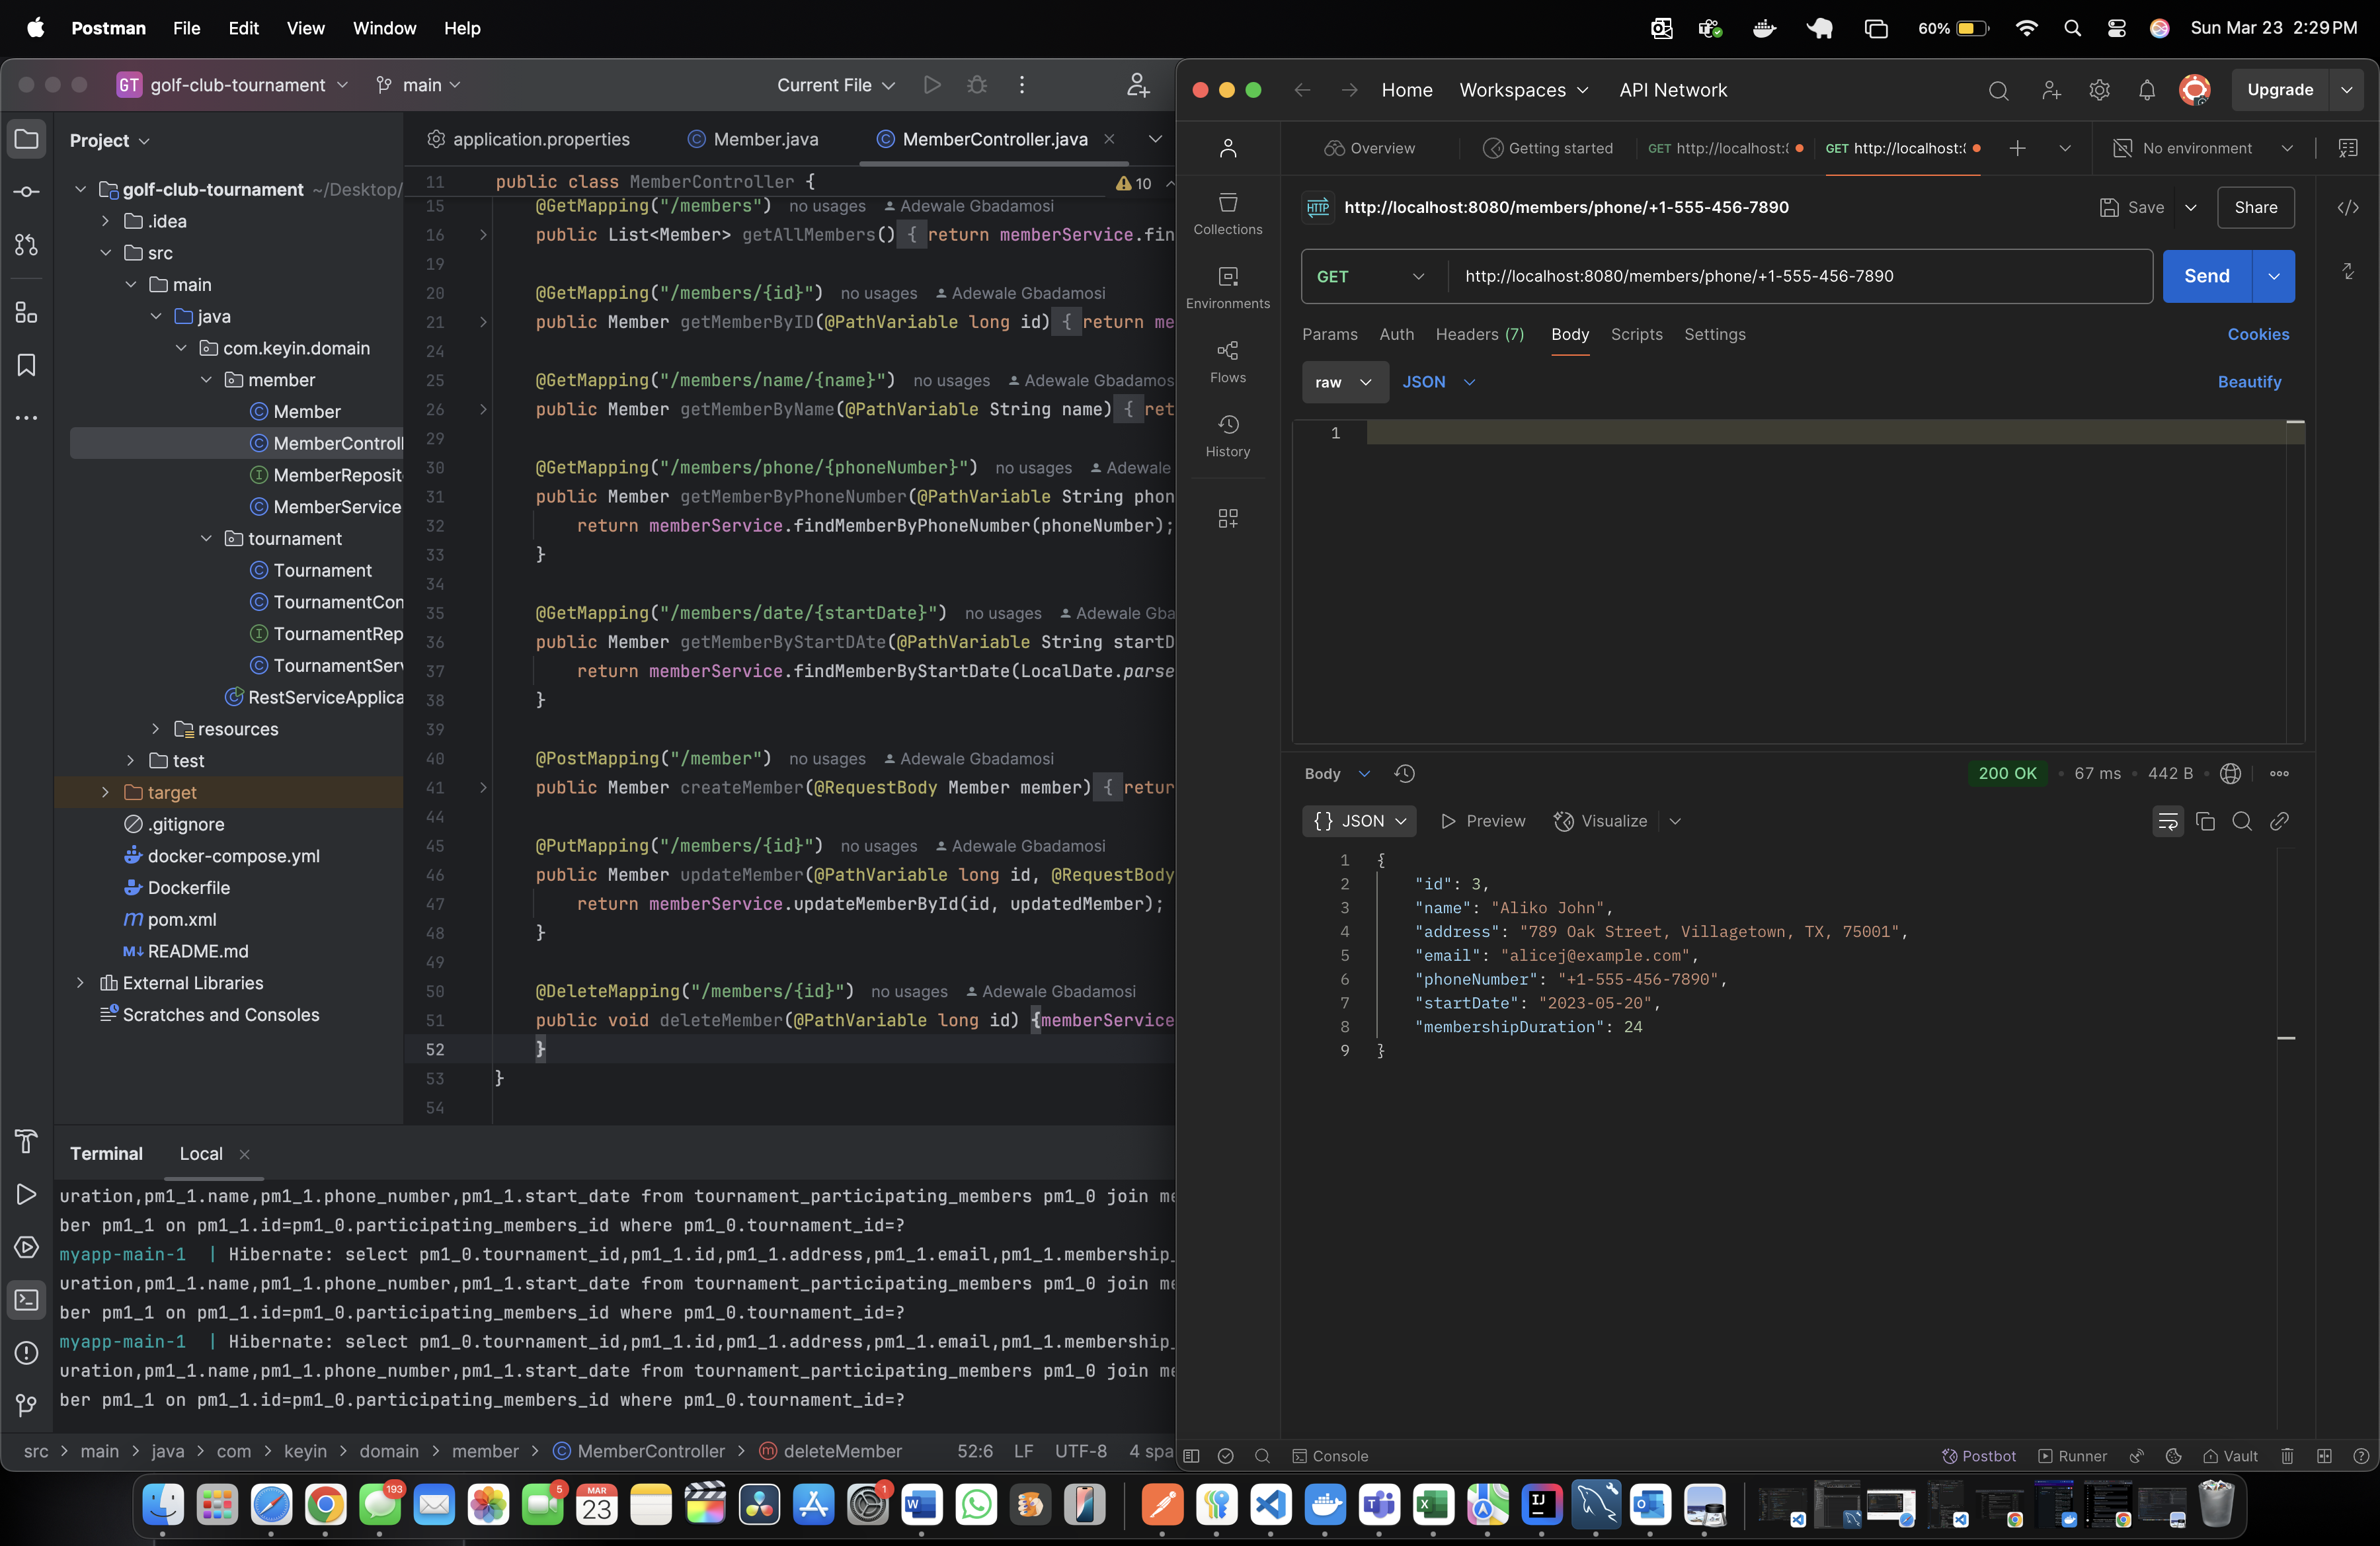 Postman File Edit View Window Help
60% Sun Mar 23 2:29 PM
GT golf-club-tournament main Current File
Project
golf-club-tournament ~/Desktop/
.idea
src
main
java
com.keyin.domain
member
Member
MemberControll
MemberReposit
MemberService
tournament
Tournament
TournamentCon
TournamentRep
TournamentServ
RestServiceApplica
resources
test
target
.gitignore
docker-compose.yml
Dockerfile
pom.xml
README.md
External Libraries
Scratches and Consoles
application.properties Member.java MemberController.java
11 public class MemberController { 10
15 @GetMapping("/members") no usages Adewale Gbadamosi
16 public List<Member> getAllMembers() { return memberService.fin
19
20 @GetMapping("/members/{id}") no usages Adewale Gbadamosi
21 public Member getMemberByID(@PathVariable long id) { return me
24
25 @GetMapping("/members/name/{name}") no usages Adewale Gbadamos
26 public Member getMemberByName(@PathVariable String name) { ret
29
30 @GetMapping("/members/phone/{phoneNumber}") no usages Adewale
31 public Member getMemberByPhoneNumber(@PathVariable String phon
32 return memberService.findMemberByPhoneNumber(phoneNumber);
33 }
34
35 @GetMapping("/members/date/{startDate}") no usages Adewale Gba
36 public Member getMemberByStartDAte(@PathVariable String startD
37 return memberService.findMemberByStartDate(LocalDate.parse
38 }
39
40 @PostMapping("/member") no usages Adewale Gbadamosi
41 public Member createMember(@RequestBody Member member) { retur
44
45 @PutMapping("/members/{id}") no usages Adewale Gbadamosi
46 public Member updateMember(@PathVariable long id, @RequestBody
47 return memberService.updateMemberById(id, updatedMember);
48 }
49
50 @DeleteMapping("/members/{id}") no usages Adewale Gbadamosi
51 public void deleteMember(@PathVariable long id) {memberService
52 }
53 }
54
Terminal Local
uration,pm1_1.name,pm1_1.phone_number,pm1_1.start_date from tournament_participating_members pm1_0 join me
ber pm1_1 on pm1_1.id=pm1_0.participating_members_id where pm1_0.tournament_id=?
myapp-main-1 | Hibernate: select pm1_0.tournament_id,pm1_1.id,pm1_1.address,pm1_1.email,pm1_1.membership_
uration,pm1_1.name,pm1_1.phone_number,pm1_1.start_date from tournament_participating_members pm1_0 join me
ber pm1_1 on pm1_1.id=pm1_0.participating_members_id where pm1_0.tournament_id=?
myapp-main-1 | Hibernate: select pm1_0.tournament_id,pm1_1.id,pm1_1.address,pm1_1.email,pm1_1.membership_
uration,pm1_1.name,pm1_1.phone_number,pm1_1.start_date from tournament_participating_members pm1_0 join me
ber pm1_1 on pm1_1.id=pm1_0.participating_members_id where pm1_0.tournament_id=?
src > main > java > com > keyin > domain > member > MemberController > deleteMember 52:6 LF UTF-8 4 spa
Home Workspaces API Network Upgrade
Overview Getting started GET http://localhost: GET http://localhost: No environment
Collections
Environments
Flows
History
HTTP http://localhost:8080/members/phone/+1-555-456-7890 Save Share
GET http://localhost:8080/members/phone/+1-555-456-7890 Send
Params Auth Headers (7) Body Scripts Settings Cookies
raw JSON Beautify
1
Body 200 OK 67 ms 442 B
{} JSON Preview Visualize
1 {
2 "id": 3,
3 "name": "Aliko John",
4 "address": "789 Oak Street, Villagetown, TX, 75001",
5 "email": "alicej@example.com",
6 "phoneNumber": "+1-555-456-7890",
7 "startDate": "2023-05-20",
8 "membershipDuration": 24
9 }
Console Postbot Runner Vault
193 5 MAR 23 1